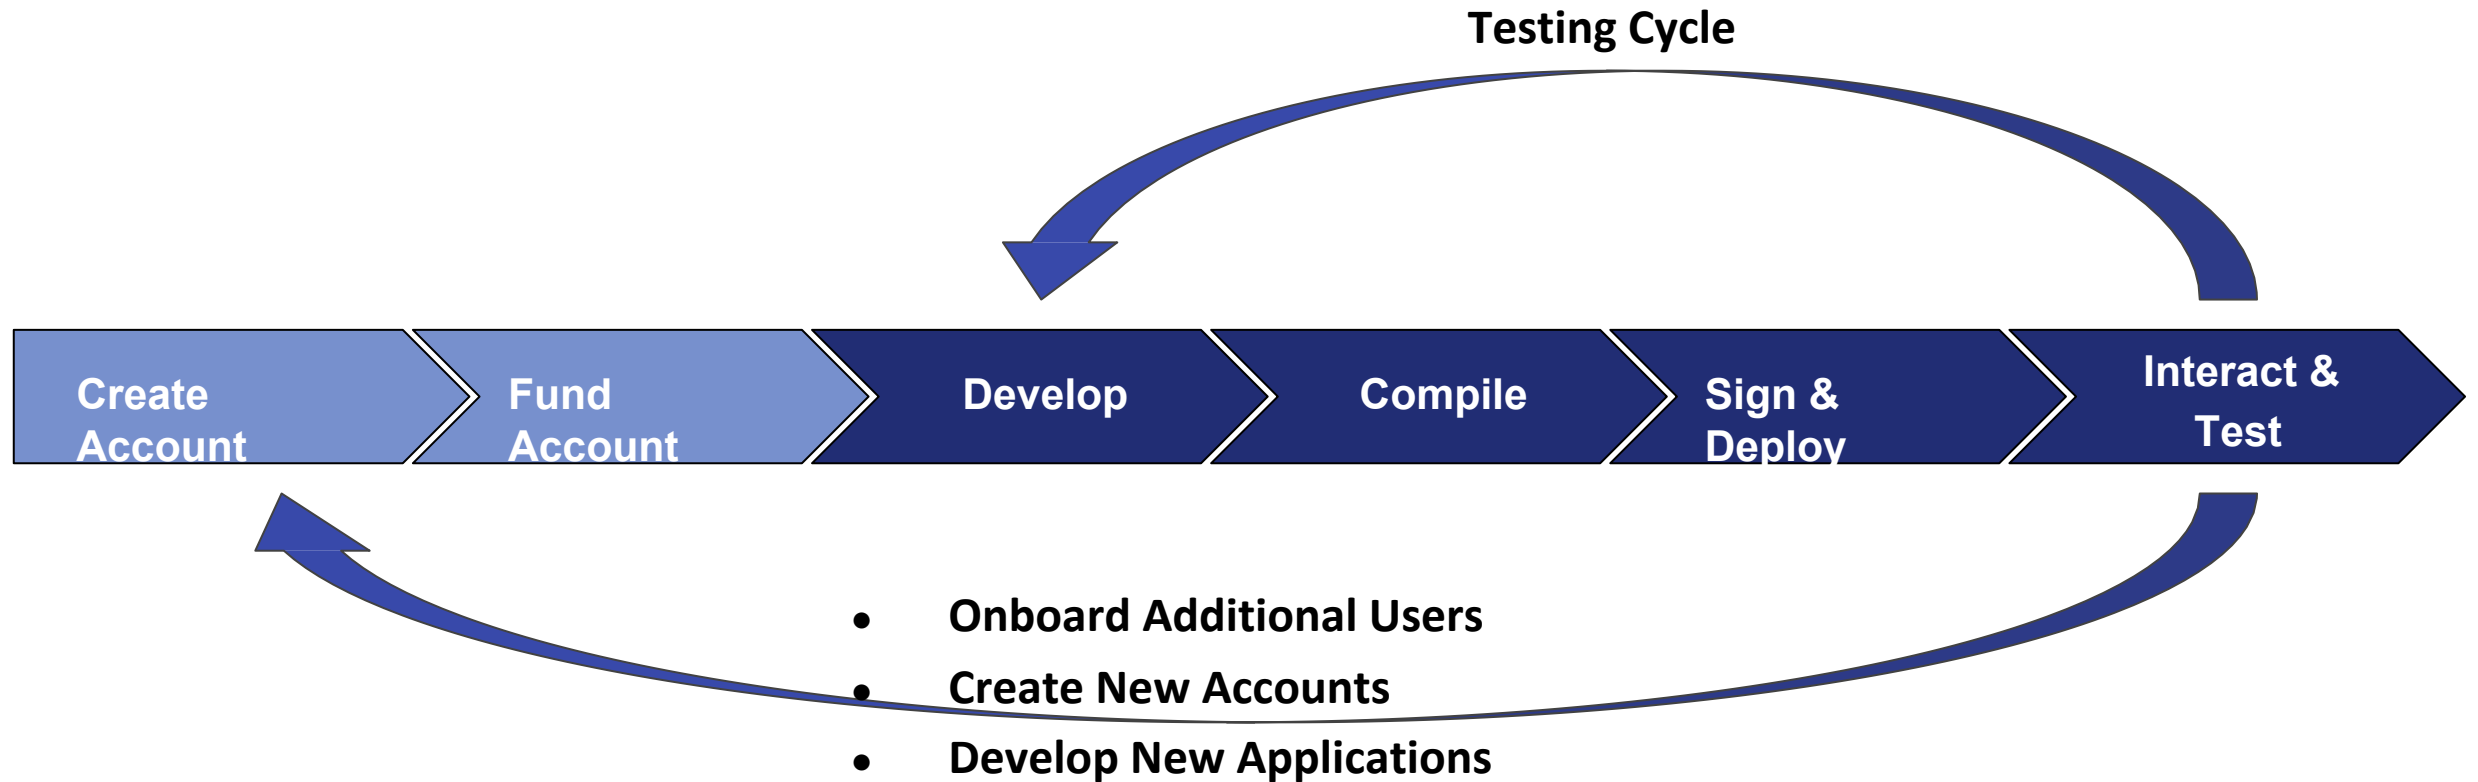 Testing Cycle
Create
Account
Fund
Account
Develop
Compile
Sign &
Deploy
Interact &
Test
• Onboard Additional Users
• Create New Accounts
• Develop New Applications